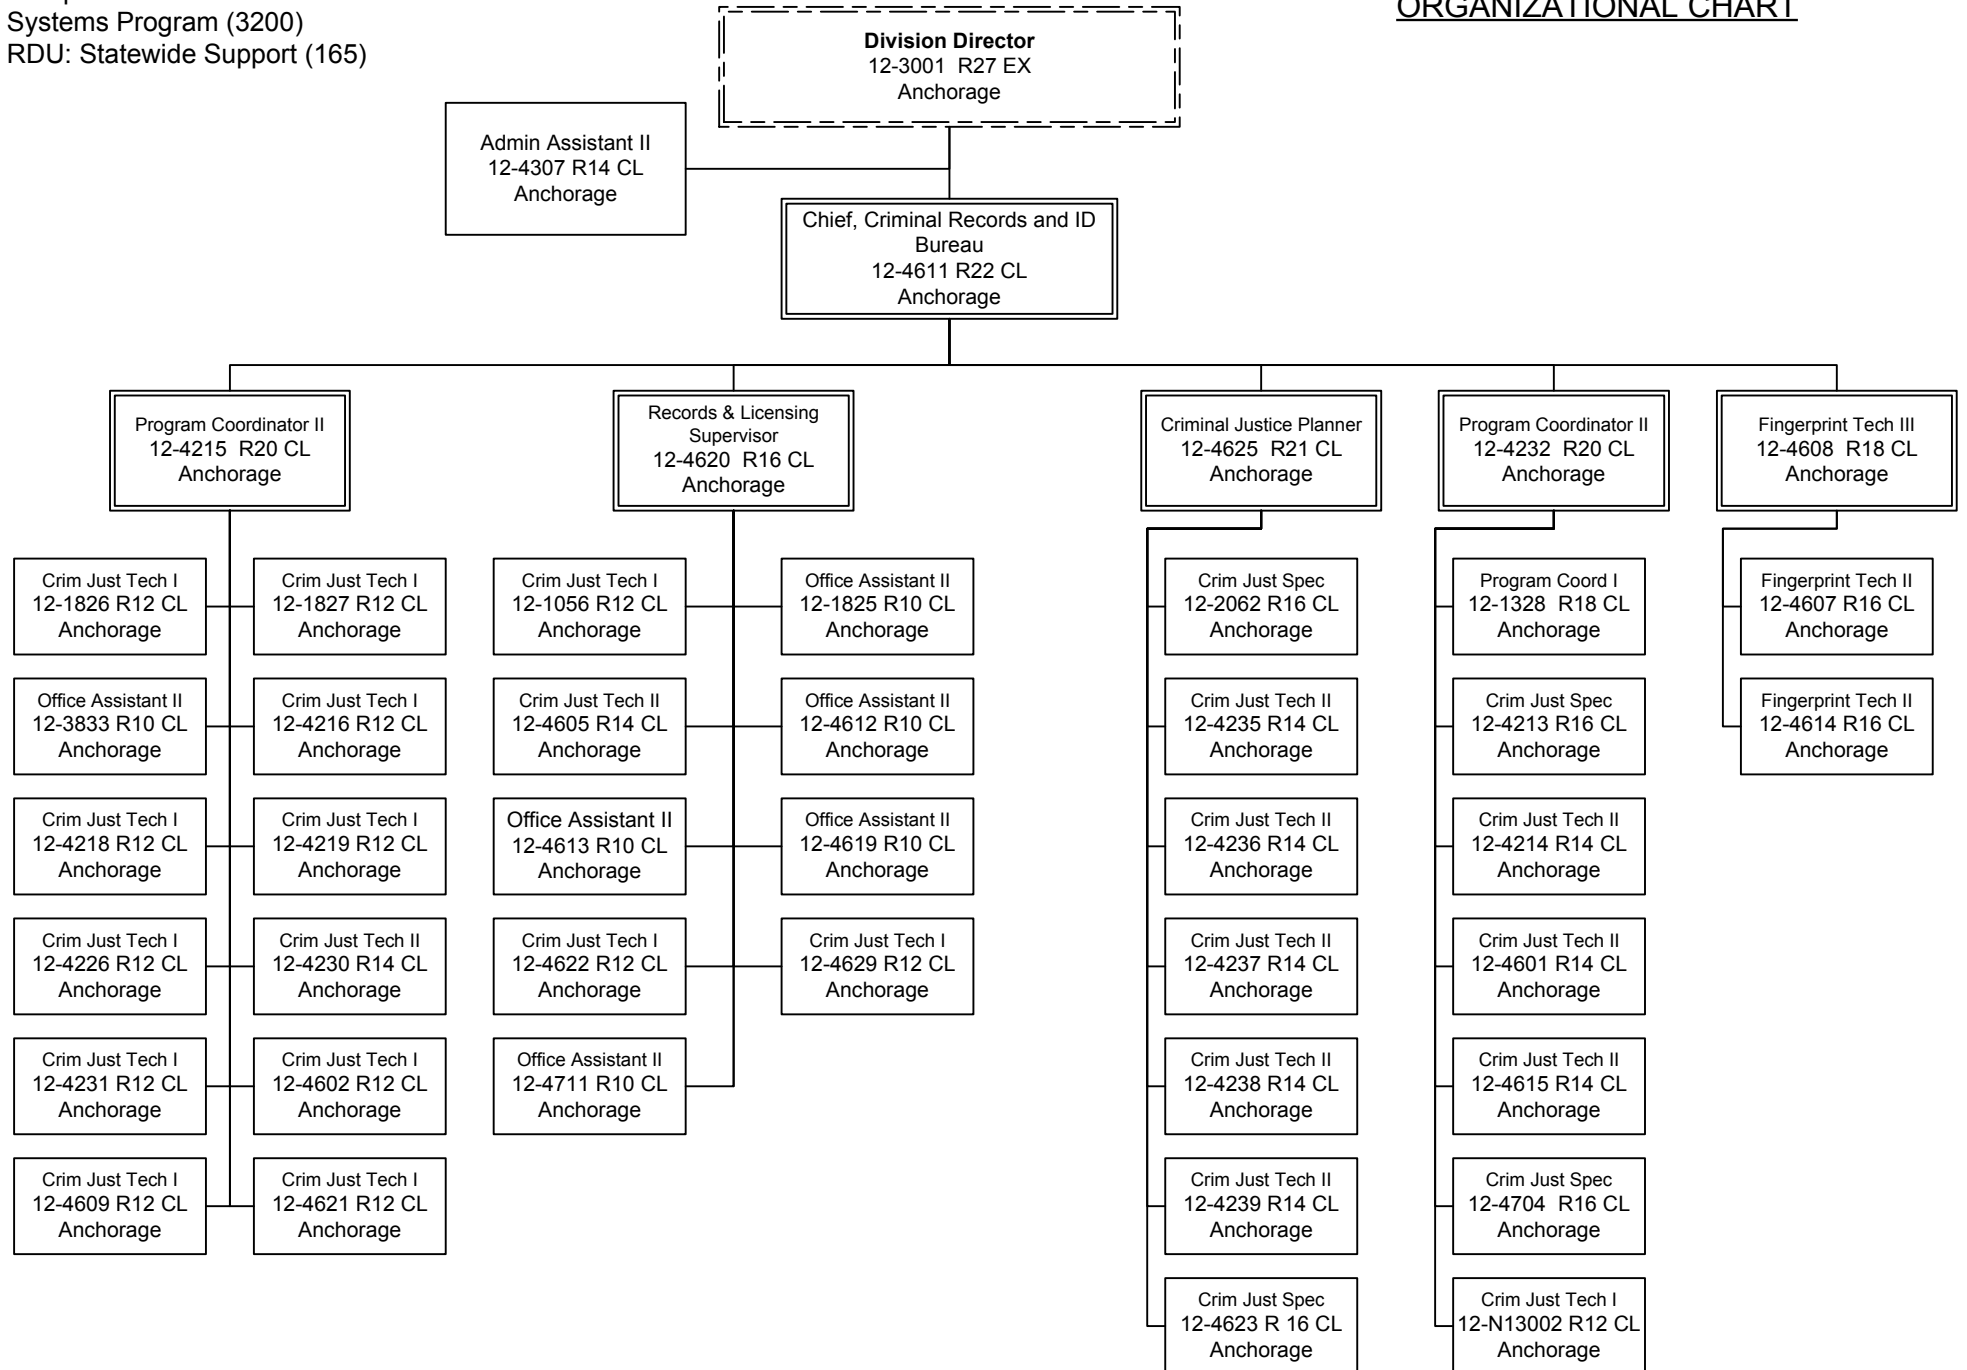 Systems Program (3200)
RDU: Statewide Support (165)
ORGANIZATIONAL CHART
Division Director
12-3001 R27 EX
Anchorage
Admin Assistant II
12-4307 R14 CL
Anchorage
Chief, Criminal Records and ID
Bureau
12-4611 R22 CL
Anchorage
Program Coordinator II
12-4215 R20 CL
Anchorage
Records & Licensing
Supervisor
12-4620 R16 CL
Anchorage
Criminal Justice Planner
12-4625 R21 CL
Anchorage
Program Coordinator II
12-4232 R20 CL
Anchorage
Fingerprint Tech III
12-4608 R18 CL
Anchorage
Crim Just Tech I
12-1826 R12 CL
Anchorage
Crim Just Tech I
12-1827 R12 CL
Anchorage
Crim Just Tech I
12-1056 R12 CL
Anchorage
Office Assistant II
12-1825 R10 CL
Anchorage
Crim Just Spec
12-2062 R16 CL
Anchorage
Program Coord I
12-1328 R18 CL
Anchorage
Fingerprint Tech II
12-4607 R16 CL
Anchorage
Office Assistant II
12-3833 R10 CL
Anchorage
Crim Just Tech I
12-4216 R12 CL
Anchorage
Crim Just Tech II
12-4605 R14 CL
Anchorage
Office Assistant II
12-4612 R10 CL
Anchorage
Crim Just Tech II
12-4235 R14 CL
Anchorage
Crim Just Spec
12-4213 R16 CL
Anchorage
Fingerprint Tech II
12-4614 R16 CL
Anchorage
Crim Just Tech I
12-4218 R12 CL
Anchorage
Crim Just Tech I
12-4219 R12 CL
Anchorage
Office Assistant II
12-4613 R10 CL
Anchorage
Office Assistant II
12-4619 R10 CL
Anchorage
Crim Just Tech II
12-4236 R14 CL
Anchorage
Crim Just Tech II
12-4214 R14 CL
Anchorage
Crim Just Tech I
12-4226 R12 CL
Anchorage
Crim Just Tech II
12-4230 R14 CL
Anchorage
Crim Just Tech I
12-4622 R12 CL
Anchorage
Crim Just Tech I
12-4629 R12 CL
Anchorage
Crim Just Tech II
12-4237 R14 CL
Anchorage
Crim Just Tech II
12-4601 R14 CL
Anchorage
Crim Just Tech I
12-4231 R12 CL
Anchorage
Crim Just Tech I
12-4602 R12 CL
Anchorage
Office Assistant II
12-4711 R10 CL
Anchorage
Crim Just Tech II
12-4238 R14 CL
Anchorage
Crim Just Tech II
12-4615 R14 CL
Anchorage
Crim Just Tech I
12-4609 R12 CL
Anchorage
Crim Just Tech I
12-4621 R12 CL
Anchorage
Crim Just Tech II
12-4239 R14 CL
Anchorage
Crim Just Spec
12-4704 R16 CL
Anchorage
Crim Just Spec
12-4623 R 16 CL
Anchorage
Crim Just Tech I
12-N13002 R12 CL
Anchorage